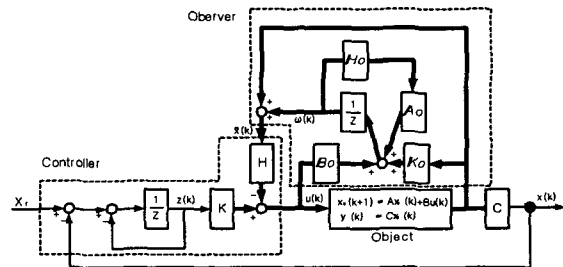 Oberver
Ho
Ao
ω(k)
1
Z
x̂(k)
Controller
H
Bo
Ko
Xr
1
Z
z(k)
K
u(k)
x(k+1) = Ax(k)+Bu(k)
y (k) = Cx(k)
C
x(k)
Object